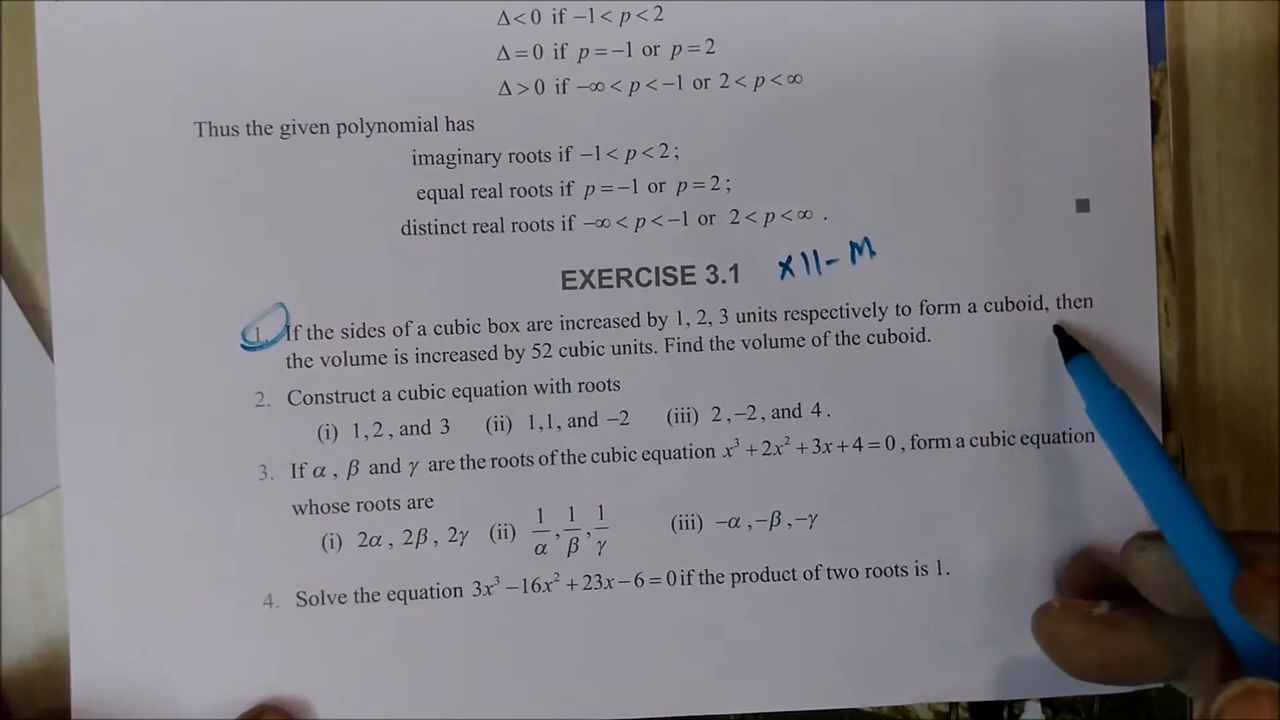 Δ<0 if −1<p<2
Δ=0 if p=−1 or p=2
Δ>0 if −∞<p<−1 or 2<p<∞
Thus the given polynomial has
imaginary roots if −1<p<2;
equal real roots if p=−1 or p=2;
distinct real roots if −∞<p<−1 or 2<p<∞ .
EXERCISE 3.1 XII-M
1. If the sides of a cubic box are increased by 1, 2, 3 units respectively to form a cuboid, then
the volume is increased by 52 cubic units. Find the volume of the cuboid.
2. Construct a cubic equation with roots
(i) 1,2, and 3 (ii) 1,1, and −2 (iii) 2,−2, and 4.
3. If α, β and γ are the roots of the cubic equation x³+2x²+3x+4=0, form a cubic equation
whose roots are
(i) 2α, 2β, 2γ (ii) 1/α, 1/β, 1/γ (iii) −α,−β,−γ
4. Solve the equation 3x³−16x²+23x−6=0 if the product of two roots is 1.